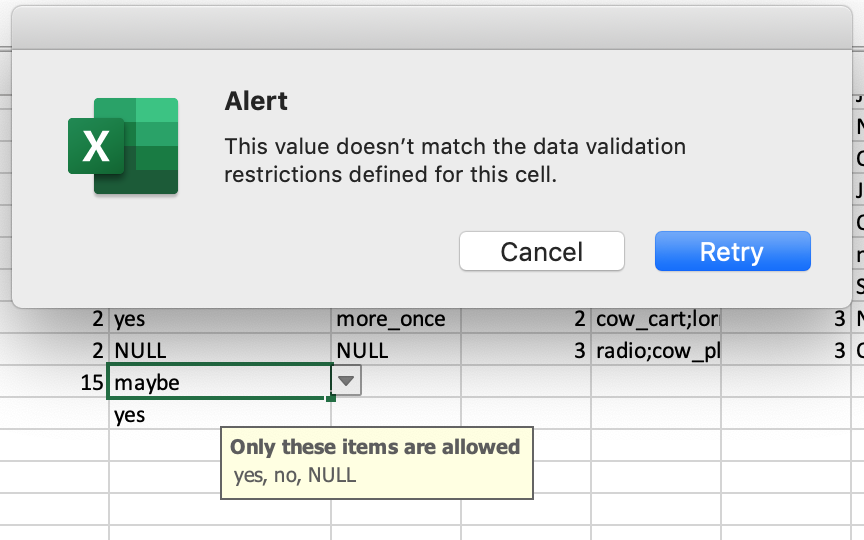 X
Alert
This value doesn't match the data validation
restrictions defined for this cell.
Cancel Retry
2 yes more_once 2 cow_cart;lor 3
2 NULL NULL 3 radio;cow_pl 3
15 maybe
yes
Only these items are allowed
yes, no, NULL